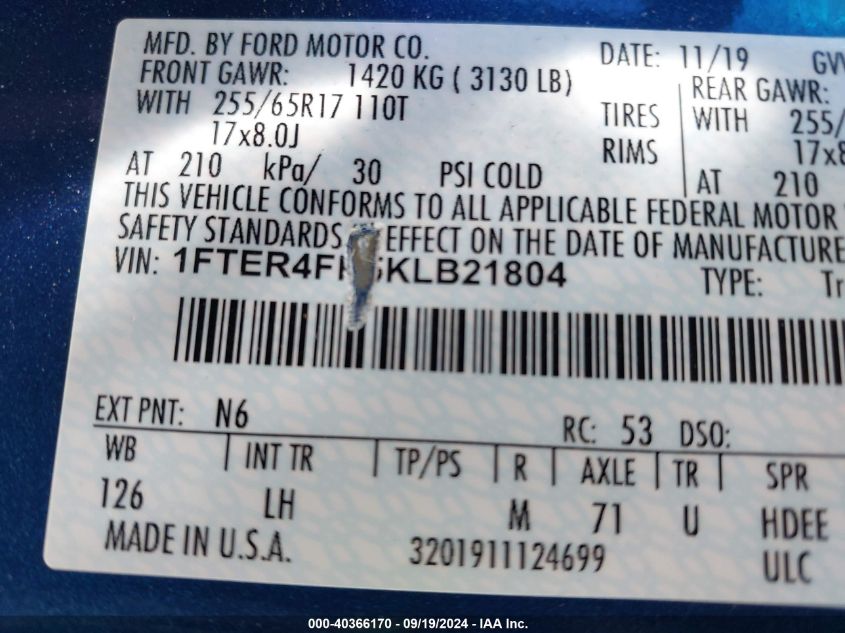 MFD. BY FORD MOTOR CO. DATE: 11/19
FRONT GAWR: 1420 KG ( 3130 LB) REAR GAWR:
WITH 255/65R17 110T TIRES WITH
17x8.0J RIMS
AT 210 kPa/ 30 PSI COLD AT 210
THIS VEHICLE CONFORMS TO ALL APPLICABLE FEDERAL MOTOR
SAFETY STANDARDS EFFECT ON THE DATE OF MANUFACTURE
VIN: TYPE:
EXT PNT: N6 RC: 53 DSO:
WB INT TR TP/PS R AXLE TR SPR
126 LH M 71 U HDEE
MADE IN U.S.A. 3201911124699 ULC
000-40366170 - 09/19/2024 - IAA Inc.